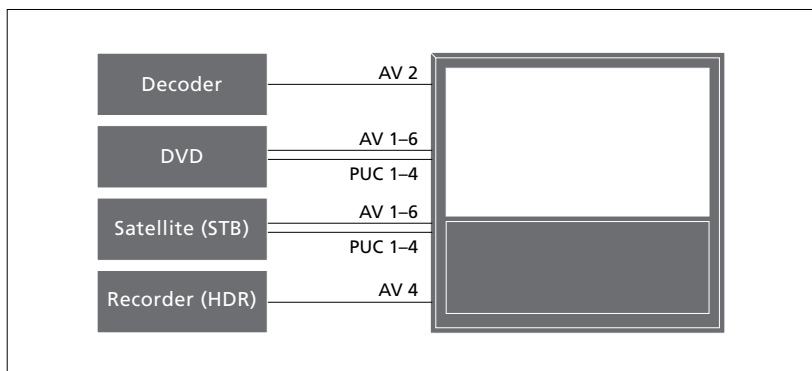 Decoder
AV 2
DVD
AV 1–6
PUC 1–4
Satellite (STB)
AV 1–6
PUC 1–4
Recorder (HDR)
AV 4